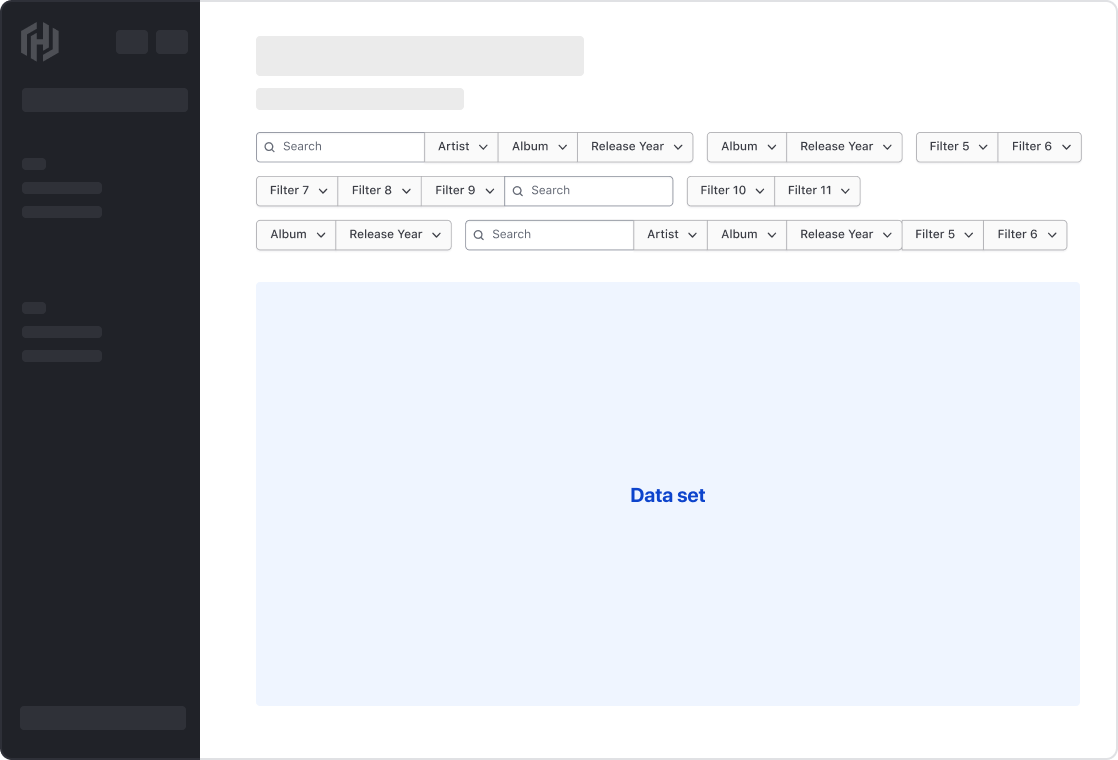 Search Artist Album Release Year Album Release Year Filter 5 Filter 6
Filter 7 Filter 8 Filter 9 Search Filter 10 Filter 11
Album Release Year Search Artist Album Release Year Filter 5 Filter 6
Data set